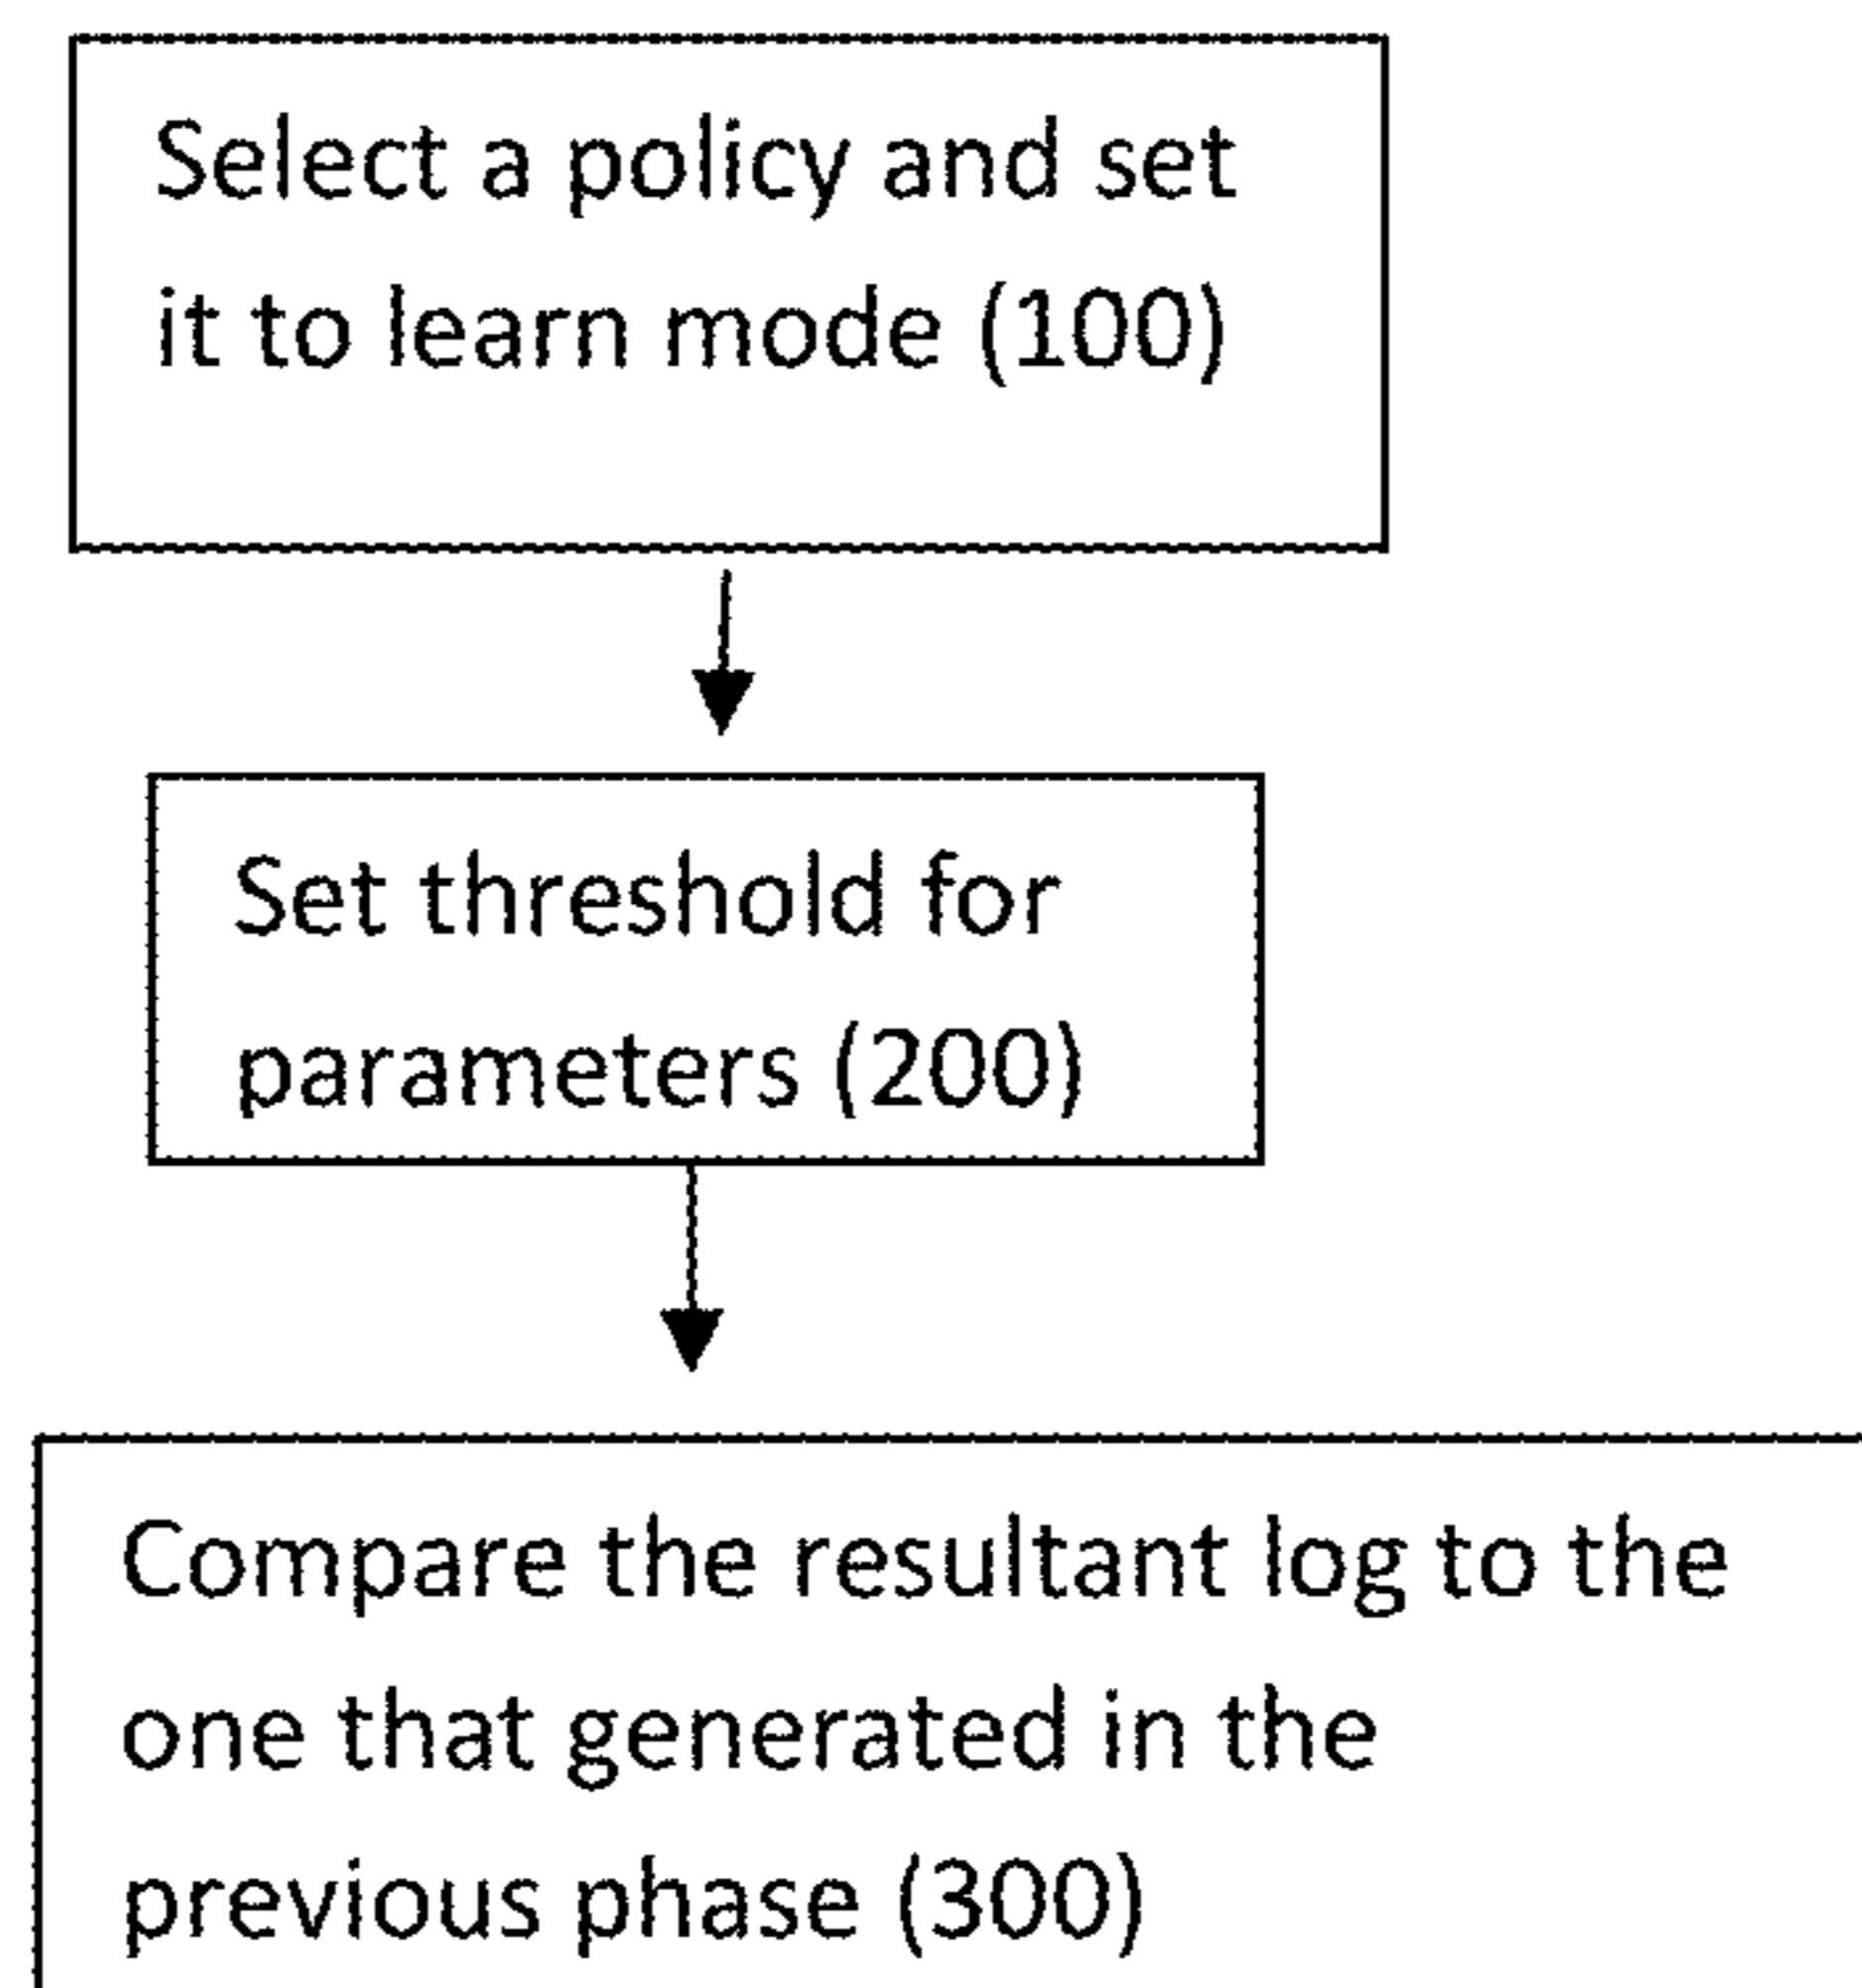 Select a policy and set
it to learn mode (100)
Set threshold for
parameters (200)
Compare the resultant log to the
one that generated in the
previous phase (300)